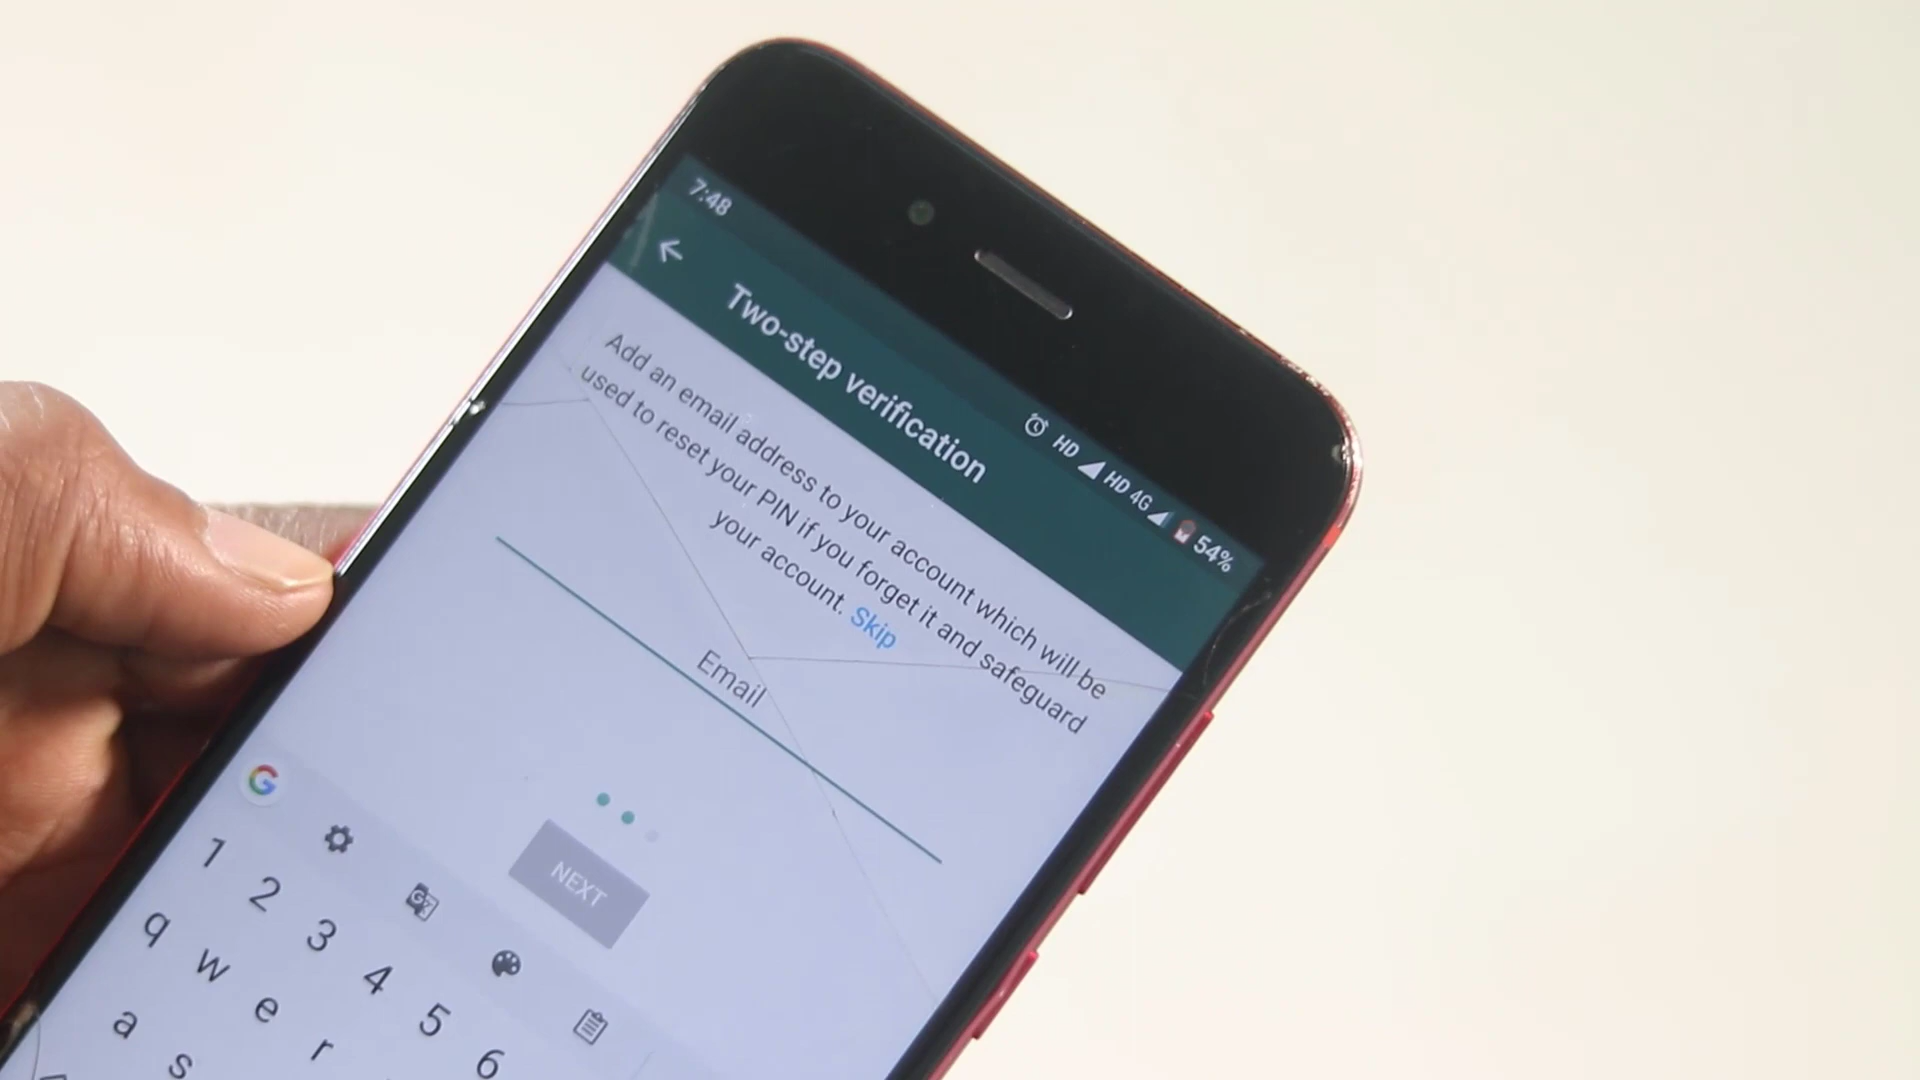 7:48
HD HD 4G 54%
Two-step verification
Add an email address to your account which will be
used to reset your PIN if you forget it and safeguard
your account. Skip
Email
NEXT
G
1 2 3 4 5 6
q w e r
a s